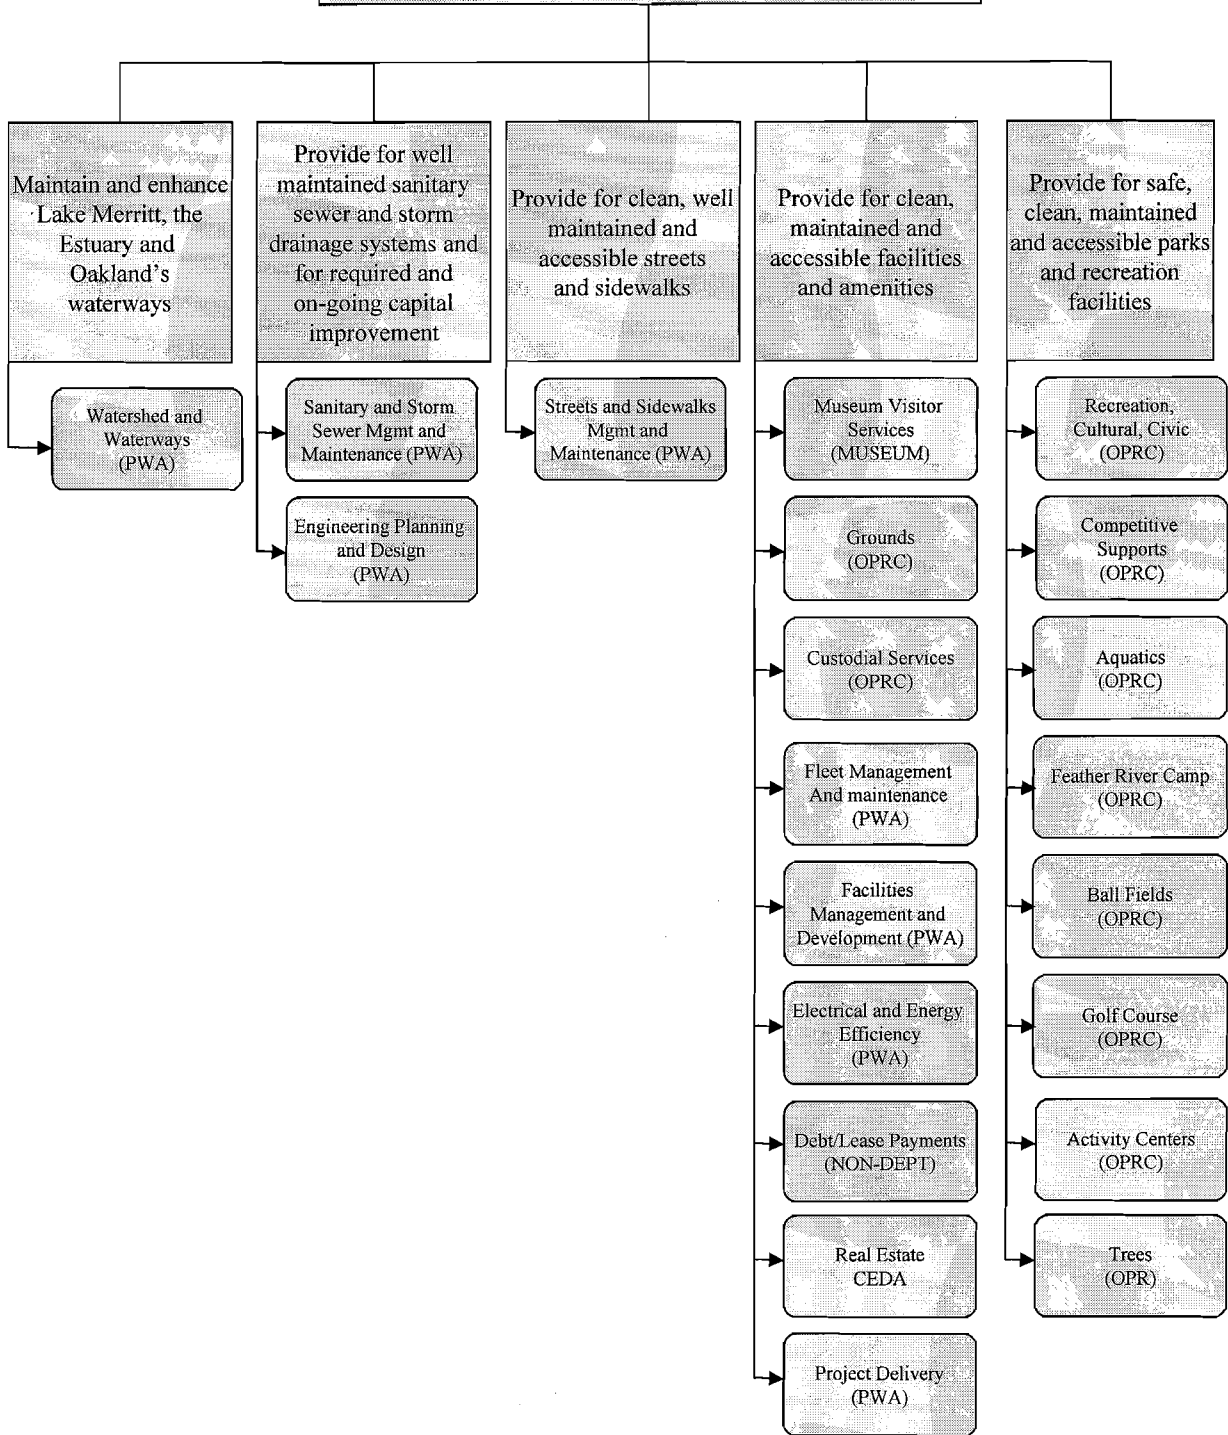 Maintain and enhance
Lake Merritt, the
Estuary and
Oakland's
waterways
Watershed and
Waterways
(PWA)
Provide for well
maintained sanitary
sewer and storm
drainage systems and
for required and
on-going capital
improvement
Sanitary and Storm
Sewer Mgmt and
Maintenance (PWA)
Engineering Planning
and Design
(PWA)
Provide for clean, well
maintained and
accessible streets
and sidewalks
Streets and Sidewalks
Mgmt and
Maintenance (PWA)
Provide for clean,
maintained and
accessible facilities
and amenities
Museum Visitor
Services
(MUSEUM)
Grounds
(OPRC)
Custodial Services
(OPRC)
Fleet Management
And maintenance
(PWA)
Facilities
Management and
Development (PWA)
Electrical and Energy
Efficiency
(PWA)
Debt/Lease Payments
(NON-DEPT)
Real Estate
CEDA
Project Delivery
(PWA)
Provide for safe,
clean, maintained
and accessible parks
and recreation
facilities
Recreation,
Cultural, Civic
(OPRC)
Competitive
Supports
(OPRC)
Aquatics
(OPRC)
Feather River Camp
(OPRC)
Ball Fields
(OPRC)
Golf Course
(OPRC)
Activity Centers
(OPRC)
Trees
(OPR)